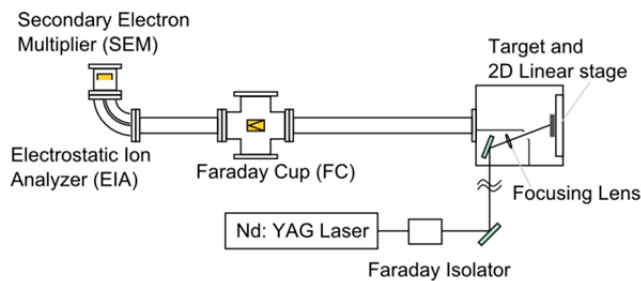 Secondary Electron
Multiplier (SEM)
Target and
2D Linear stage
Electrostatic Ion
Analyzer (EIA)
Faraday Cup (FC)
Focusing Lens
Nd: YAG Laser
Faraday Isolator